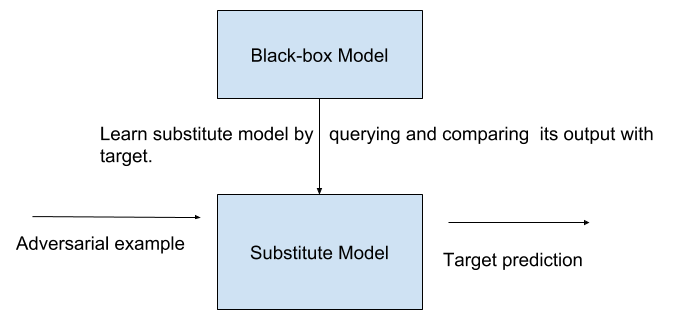 Black-box Model
Learn substitute model by querying and comparing its output with
target.
Adversarial example
Substitute Model
Target prediction